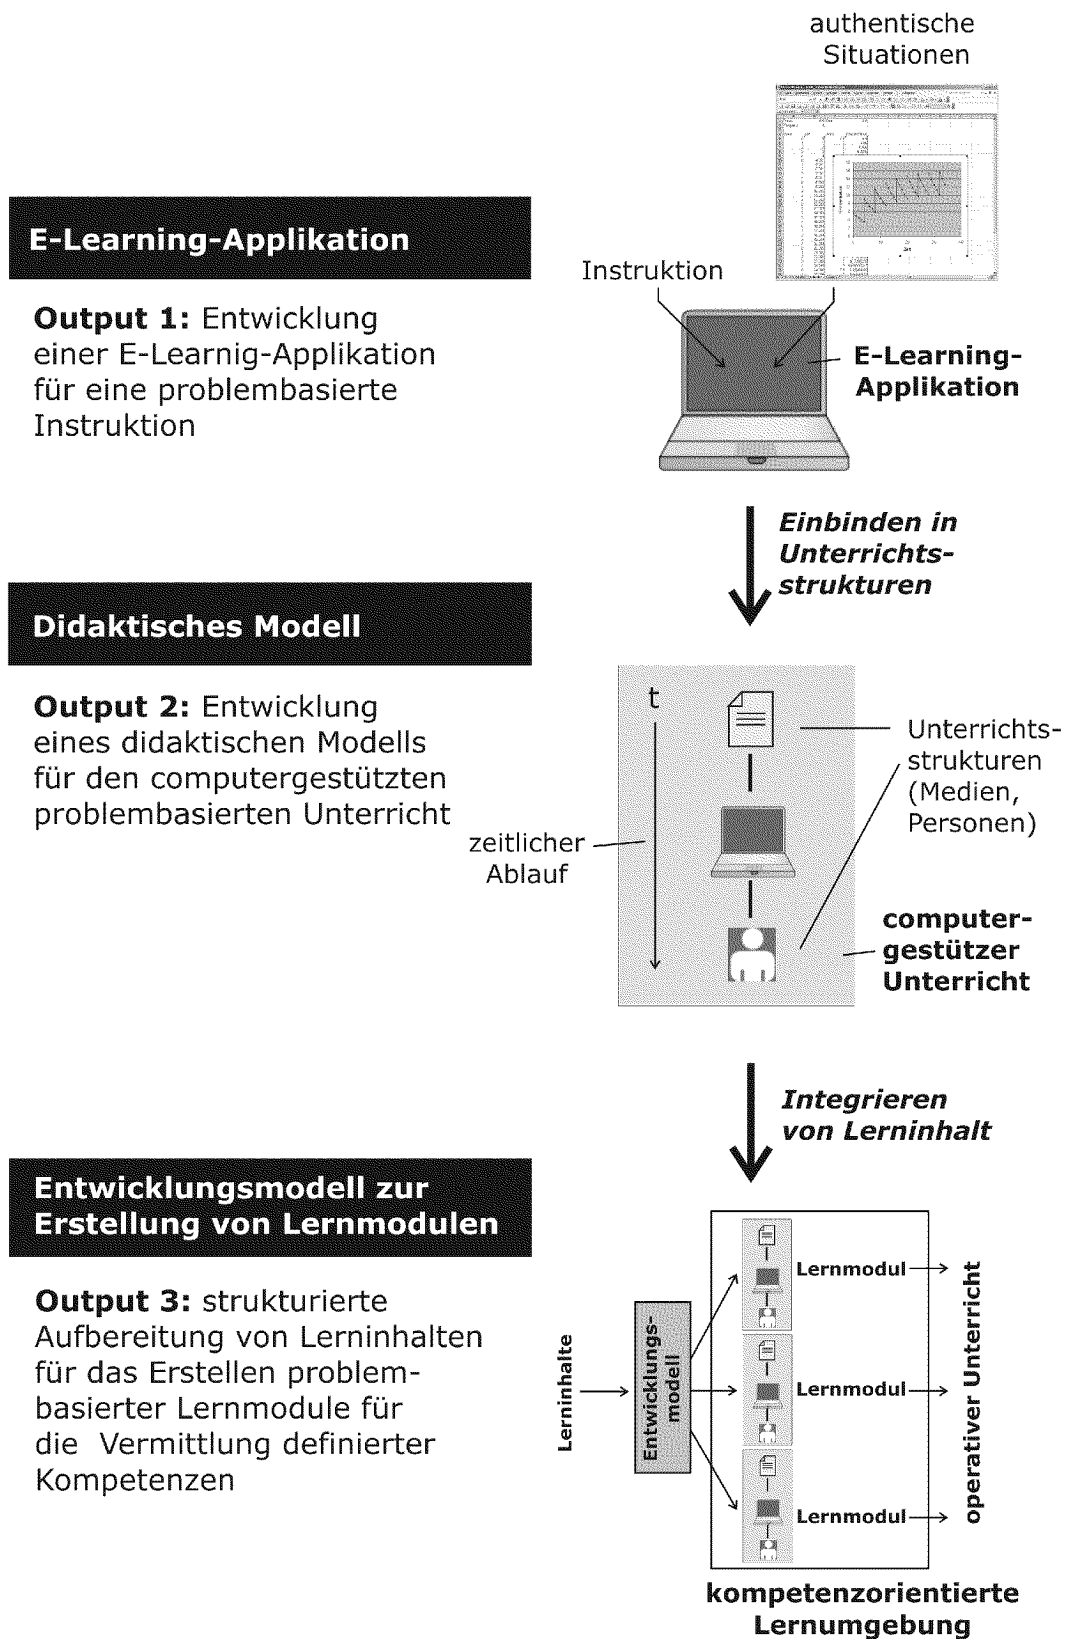 authentische
Situationen
E-Learning-Applikation
Instruktion
Output 1: Entwicklung
einer E-Learnig-Applikation
für eine problembasierte
Instruktion
E-Learning-
Applikation
Einbinden in
Unterrichts-
strukturen
Didaktisches Modell
Output 2: Entwicklung
eines didaktischen Modells
für den computergestützten
problembasierten Unterricht
t
Unterrichts-
strukturen
(Medien,
Personen)
zeitlicher
Ablauf
computer-
gestützer
Unterricht
Integrieren
von Lerninhalt
Entwicklungsmodell zur
Erstellung von Lernmodulen
Output 3: strukturierte
Aufbereitung von Lerninhalten
für das Erstellen problem-
basierter Lernmodule für
die Vermittlung definierter
Kompetenzen
Lerninhalte
Entwicklungs-
modell
Lernmodul
Lernmodul
Lernmodul
operativer Unterricht
kompetenzorientierte
Lernumgebung